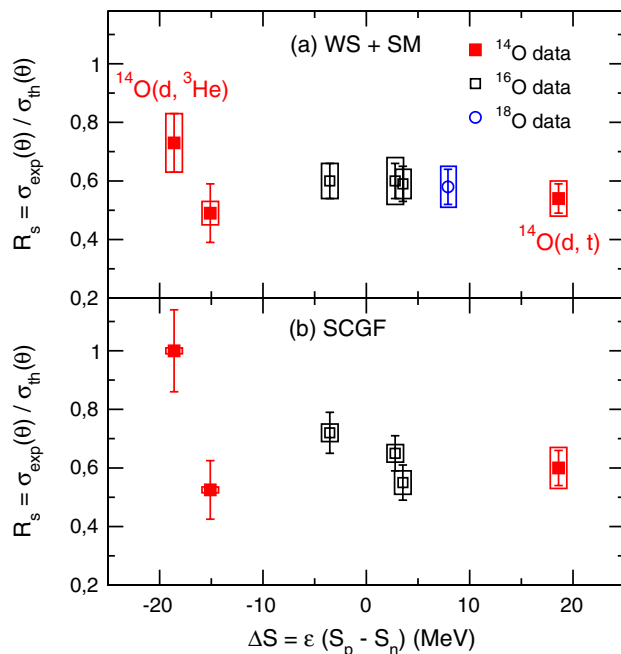 (a) WS + SM
¹⁴O data
¹⁶O data
¹⁸O data
¹⁴O(d, ³He)
¹⁴O(d, t)
R_s = σ_exp(θ) / σ_th(θ)
1
0,8
0,6
0,4
0,2
(b) SCGF
R_s = σ_exp(θ) / σ_th(θ)
1
0,8
0,6
0,4
0,2
-20 -10 0 10 20
ΔS = ε (S_p - S_n) (MeV)